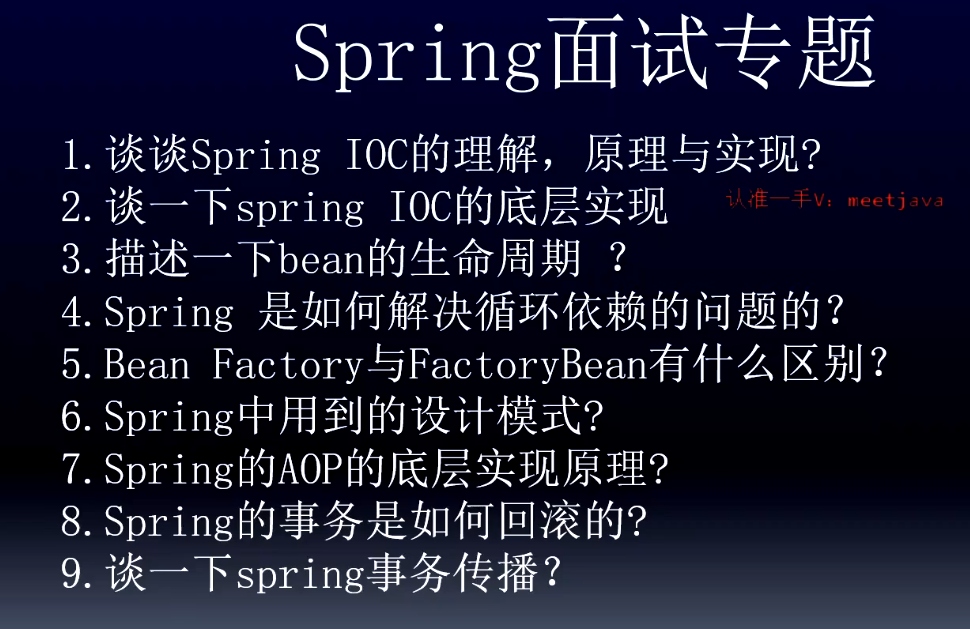 Spring面试专题
1.谈谈Spring IOC的理解，原理与实现?
2.谈一下spring IOC的底层实现
认准一手V：meetjava
3.描述一下bean的生命周期 ？
4.Spring 是如何解决循环依赖的问题的？
5.Bean Factory与FactoryBean有什么区别？
6.Spring中用到的设计模式?
7.Spring的AOP的底层实现原理?
8.Spring的事务是如何回滚的?
9.谈一下spring事务传播？